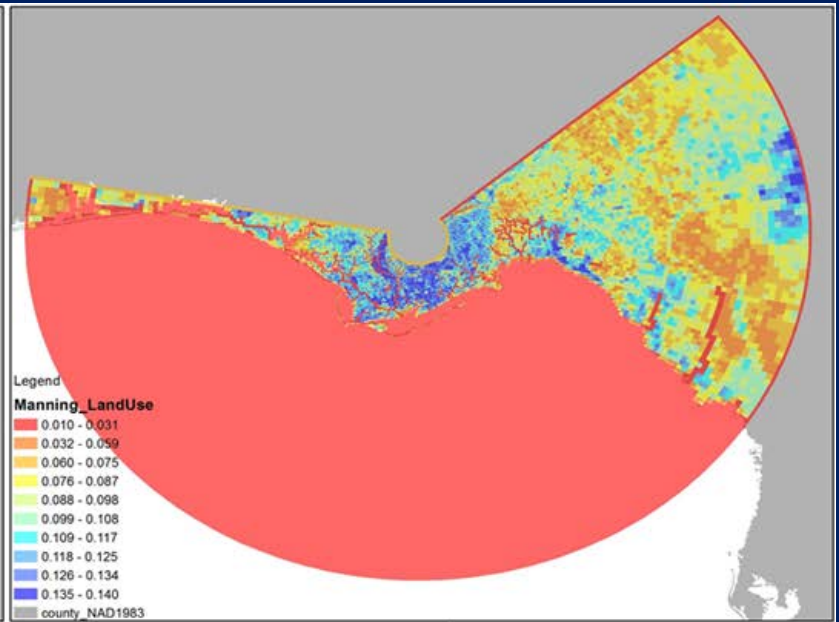 Legend
Manning_LandUse
0.010 - 0.031
0.032 - 0.059
0.060 - 0.075
0.076 - 0.087
0.088 - 0.098
0.099 - 0.108
0.109 - 0.117
0.118 - 0.125
0.126 - 0.134
0.135 - 0.140
county_NAD1983